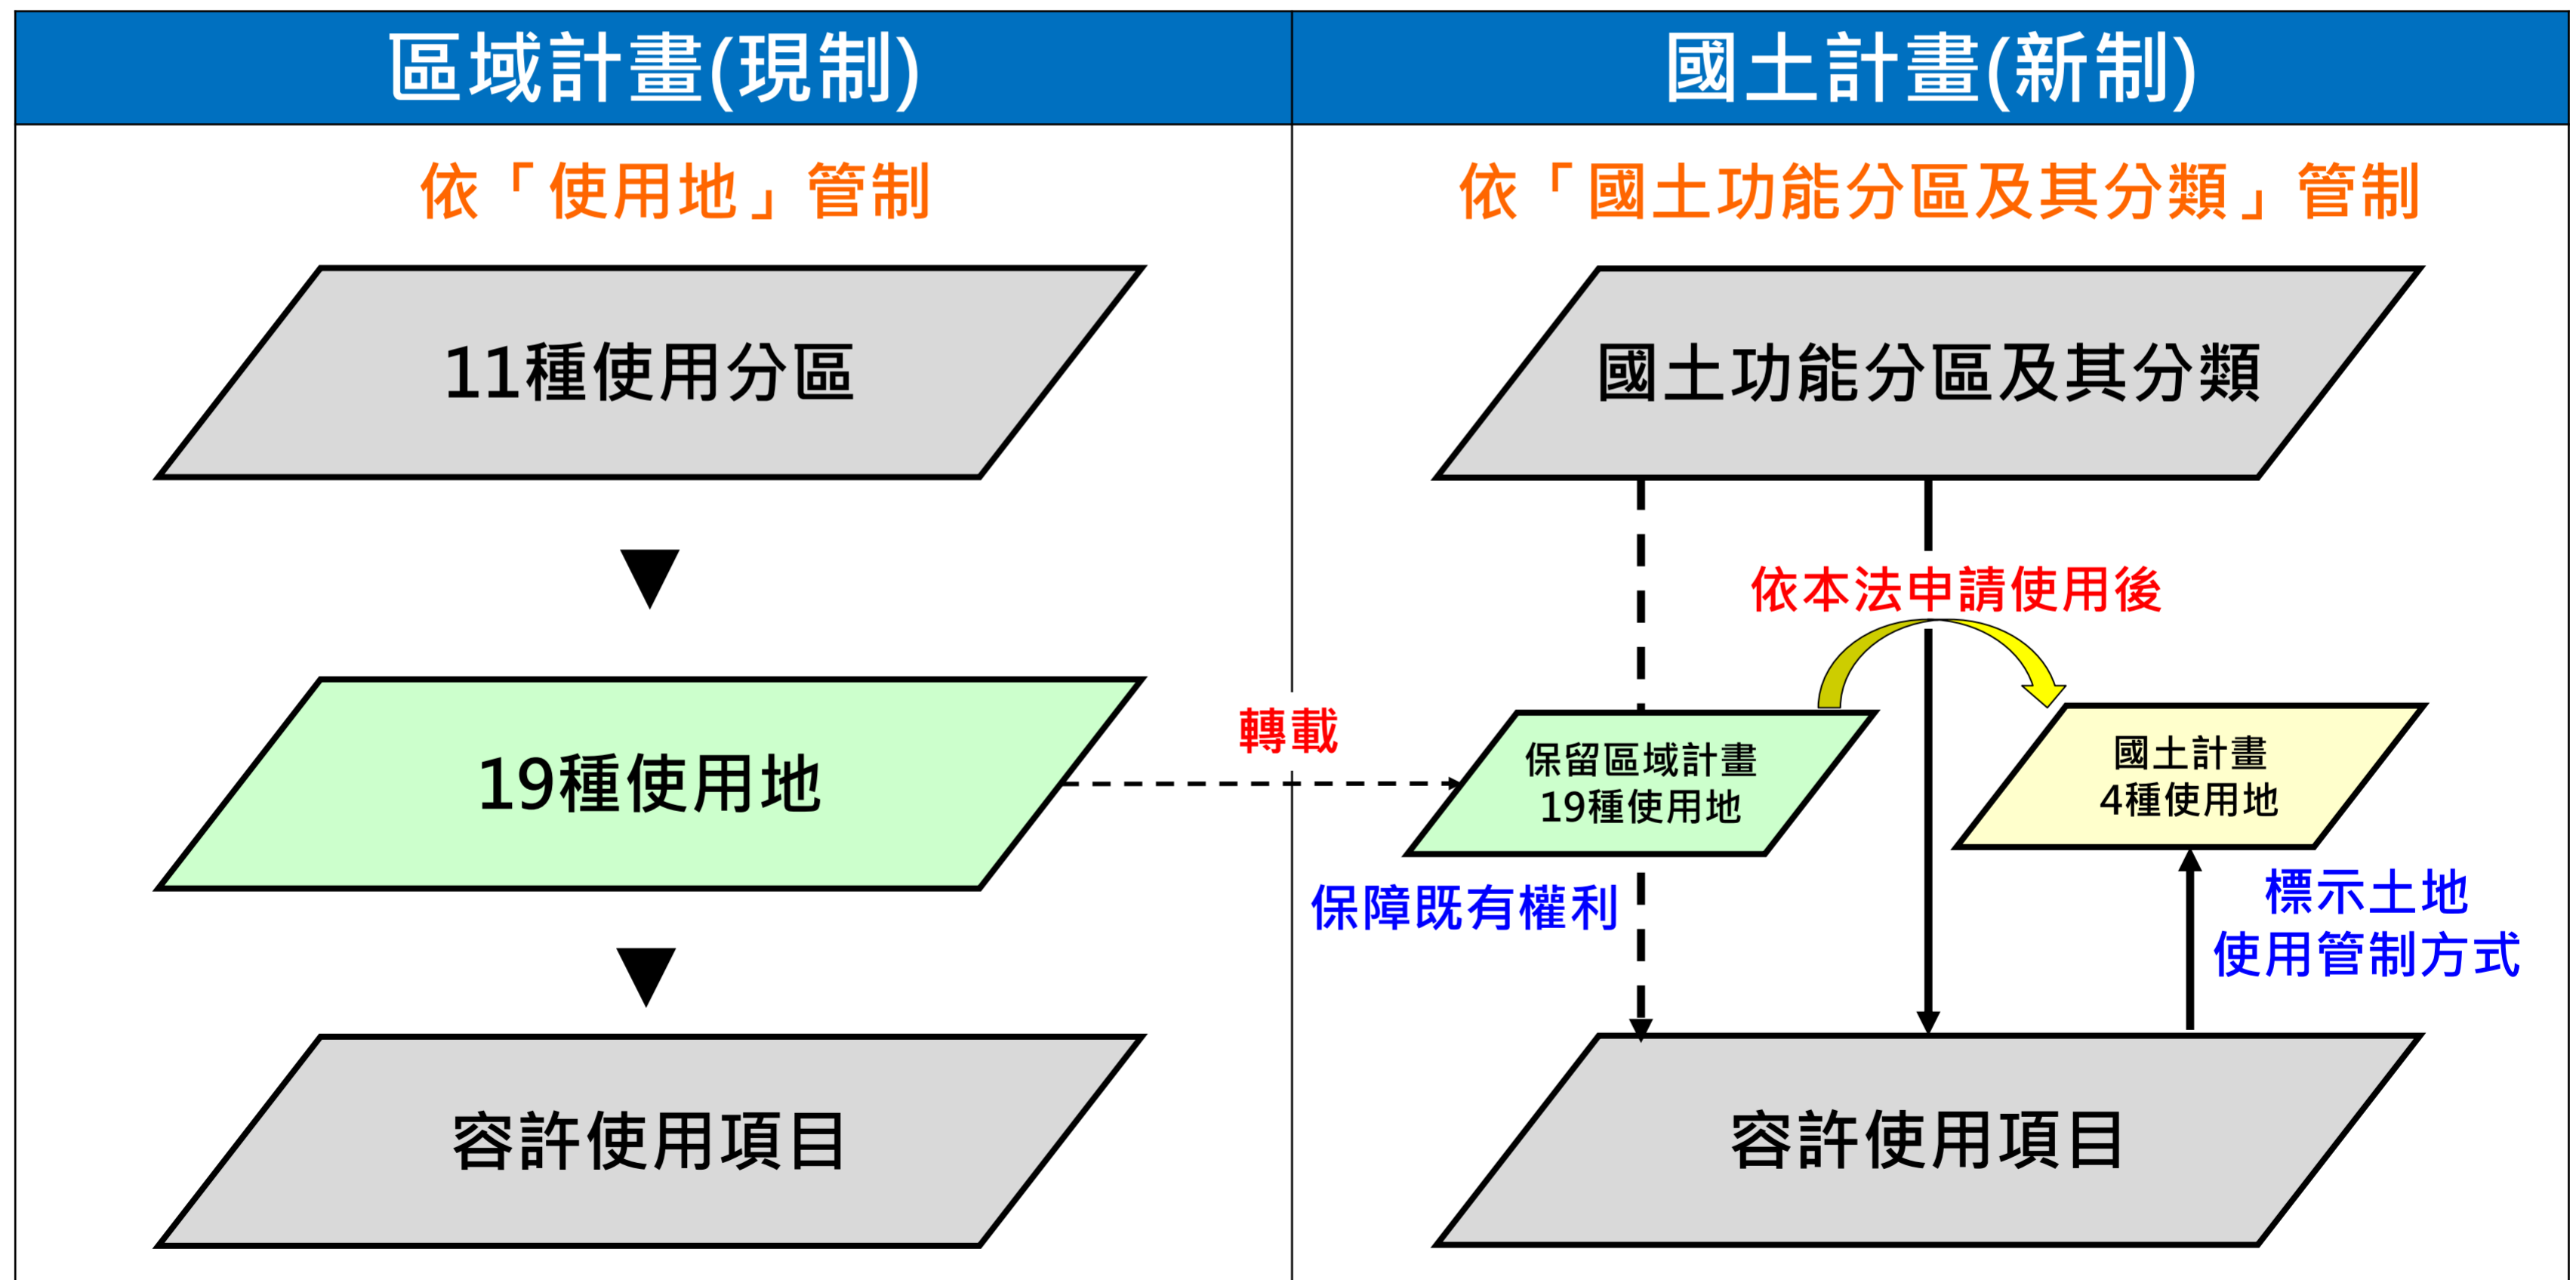 區域計畫(現制)
國土計畫(新制)
依「使用地」管制
11種使用分區
19種使用地
容許使用項目
轉載
依「國土功能分區及其分類」管制
國土功能分區及其分類
依本法申請使用後
保留區域計畫
19種使用地
國土計畫
4種使用地
保障既有權利
標示土地
使用管制方式
容許使用項目